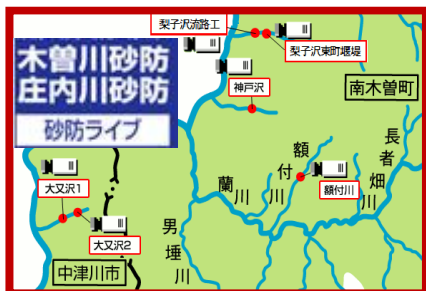 梨子沢流路工
梨子沢東町堰堤
木曽川砂防
庄内川砂防
砂防ライブ
神戸沢
南木曽町
長者畑川
額付川
額付川
蘭川
大又沢1
大又沢2
男埵川
中津川市